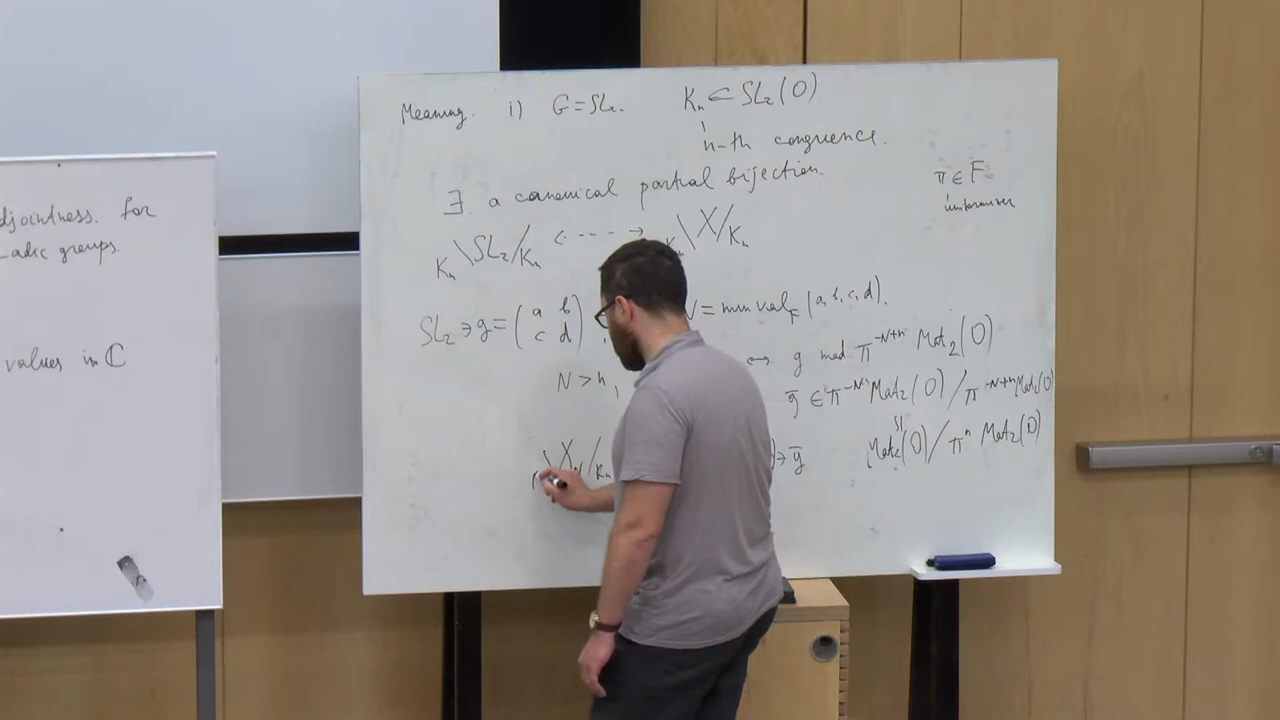 djointness. for
-adic groups.
values in ℂ
Meaning. i) G = SL₂. Kₙ ⊂ SL₂(O)
n-th congruence.
∃ a canonical partial bijection.
π ∈ F
uniformizer
Kₙ\SL₂/Kₙ <----> \X/Kₙ
SL₂ ∋ g = (a b
c d) = min val_F (a, b, c, d).
N > n, ↔ g mod π^{-N+n} Mat₂(O)
ḡ ∈ π^{-N} Mat₂(O) / π^{-N+n} Mat₂(O)
\X /Kₙ ∋ ḡ Mat₂(O) / πⁿ Mat₂(O)